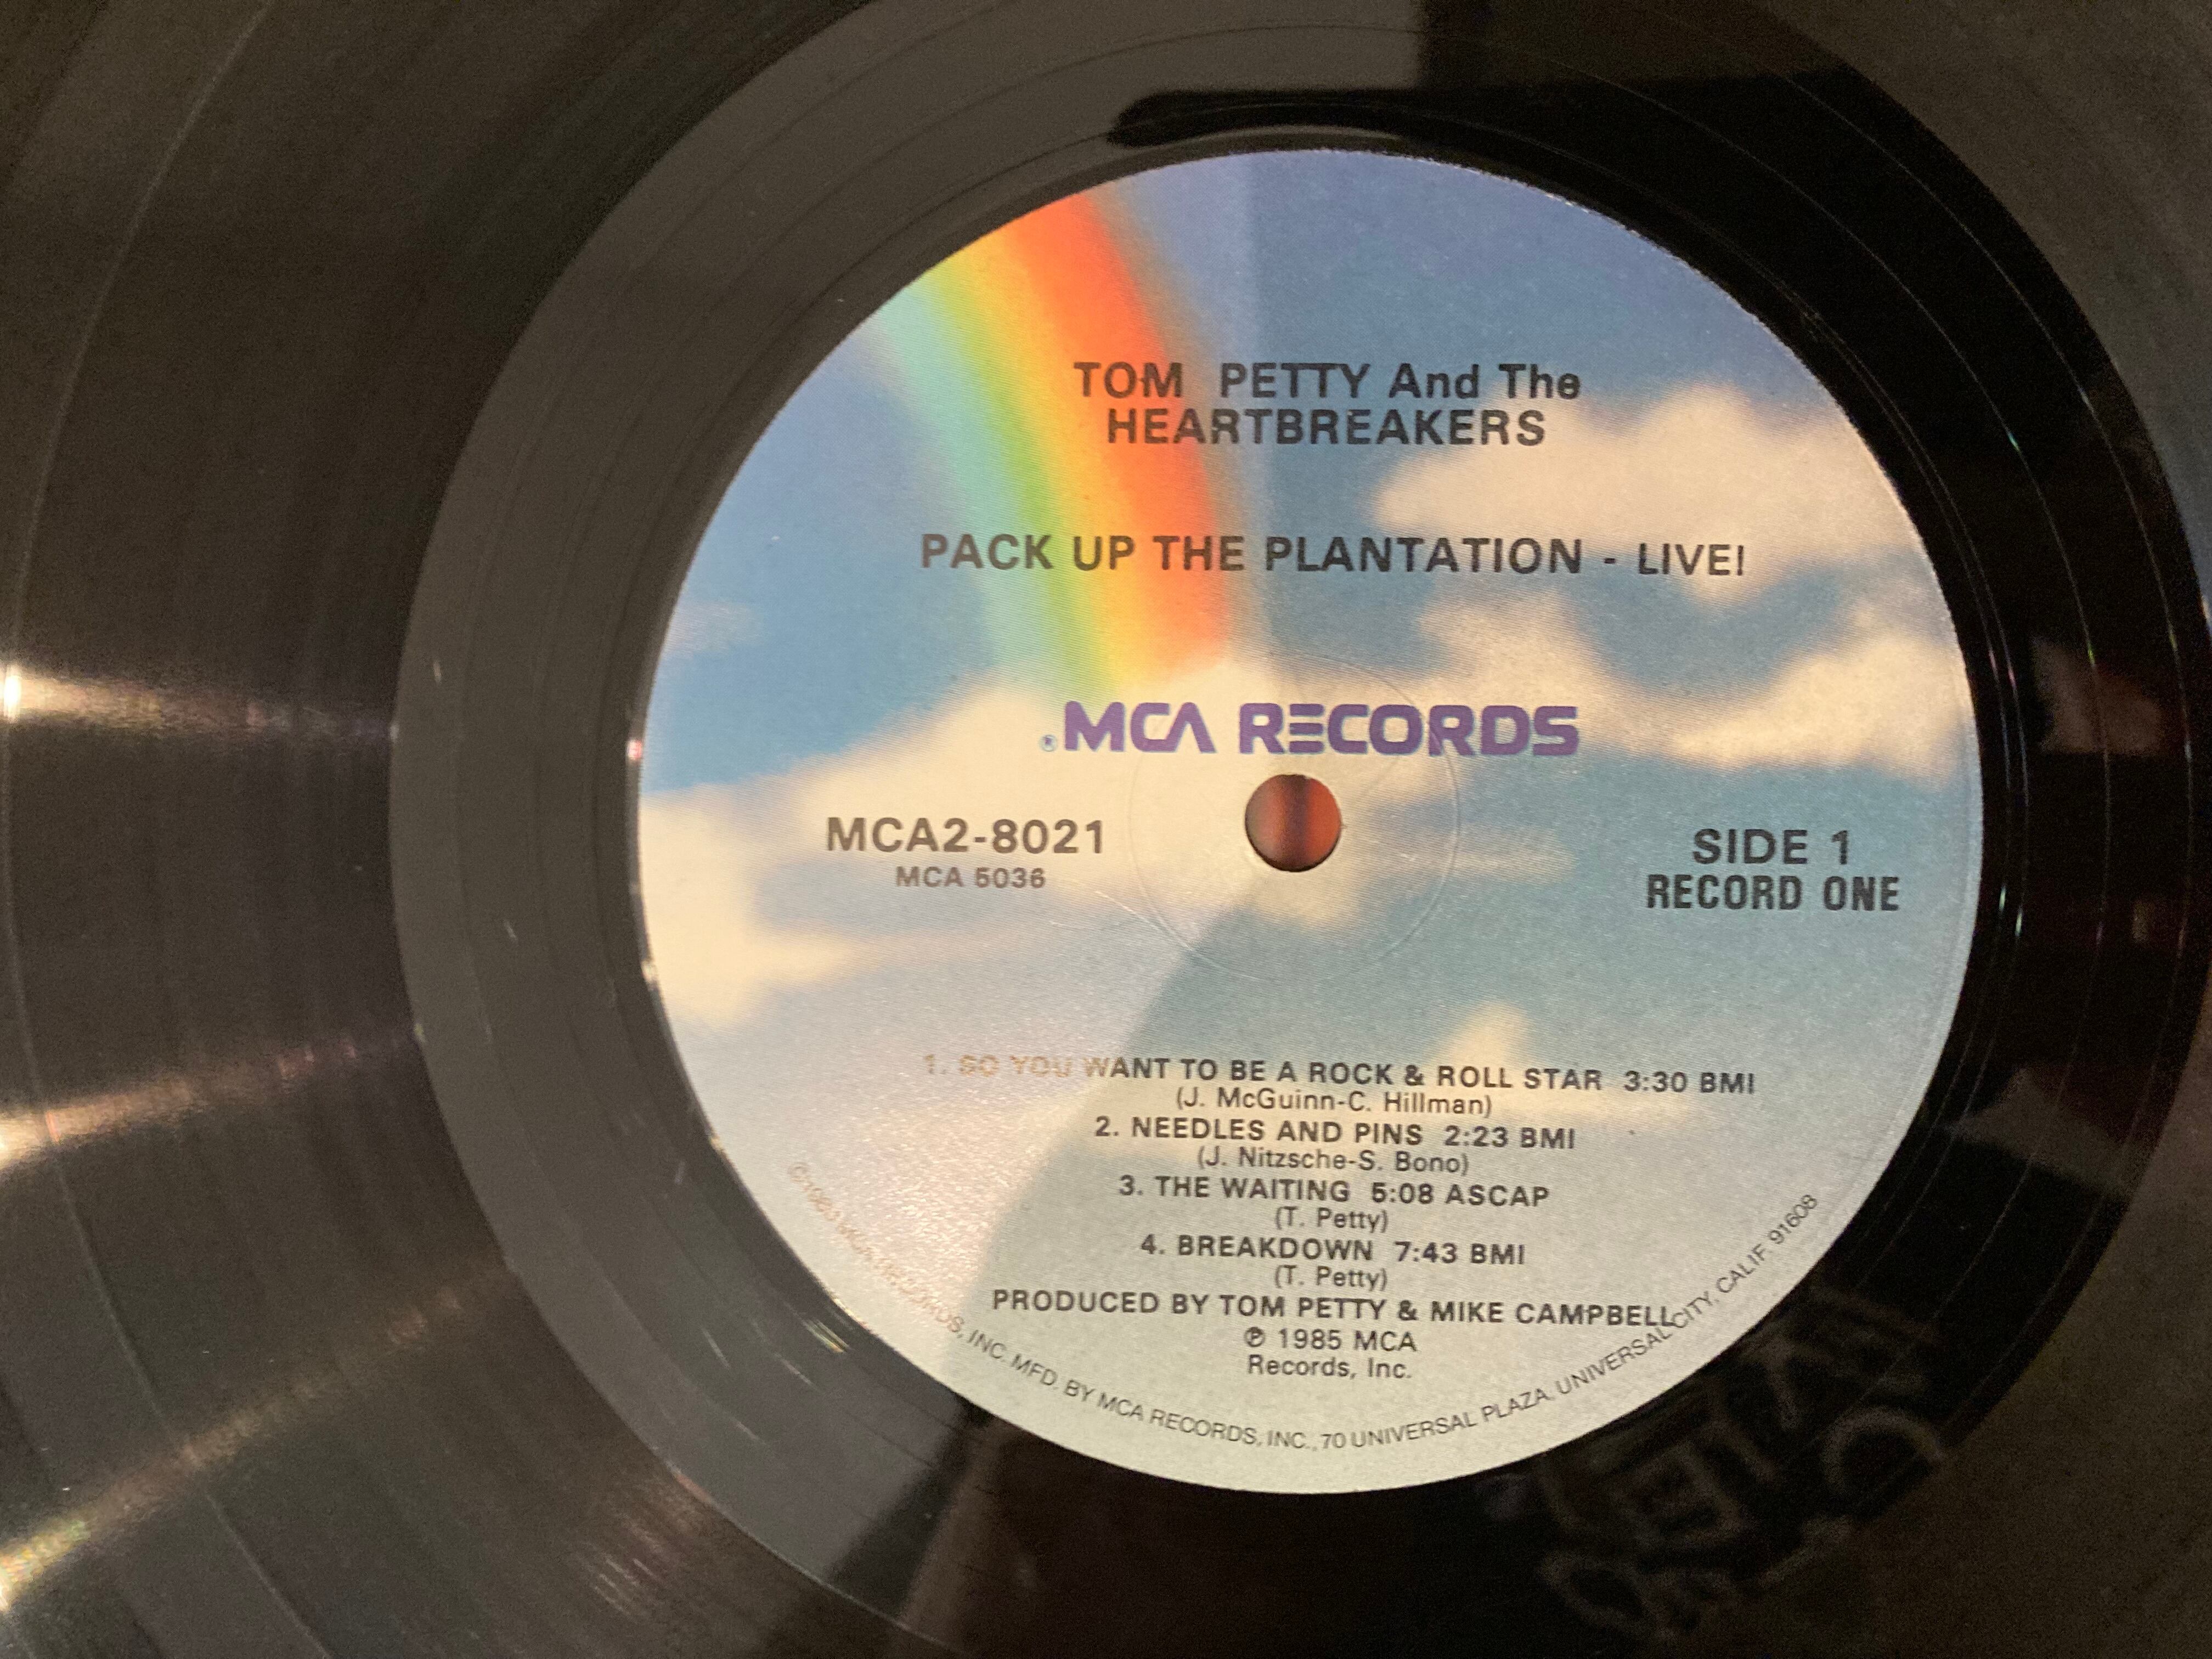 TOM PETTY And The
HEARTBREAKERS
PACK UP THE PLANTATION - LIVE!
®MCA RECORDS
MCA2-8021
MCA 5036
SIDE 1
RECORD ONE
1. SO YOU WANT TO BE A ROCK & ROLL STAR 3:30 BMI
(J. McGuinn-C. Hillman)
2. NEEDLES AND PINS 2:23 BMI
(J. Nitzsche-S. Bono)
3. THE WAITING 5:08 ASCAP
(T. Petty)
4. BREAKDOWN 7:43 BMI
(T. Petty)
PRODUCED BY TOM PETTY & MIKE CAMPBELL
℗ 1985 MCA
Records, Inc.
RECORDS, INC. MFD. BY MCA RECORDS, INC., 70 UNIVERSAL PLAZA, UNIVERSAL CITY, CALIF. 91608